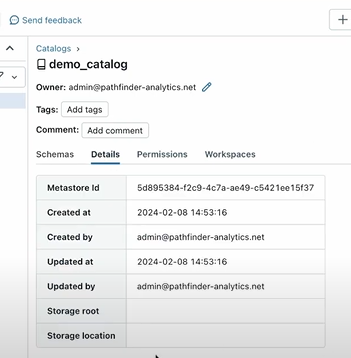 Send feedback
Catalogs ›
demo_catalog
Owner: admin@pathfinder-analytics.net
Tags: Add tags
Comment: Add comment
Schemas Details Permissions Workspaces
Metastore Id 5d895384-f2c9-4c7a-ae49-c5421ee15f37
Created at 2024-02-08 14:53:16
Created by admin@pathfinder-analytics.net
Updated at 2024-02-08 14:53:16
Updated by admin@pathfinder-analytics.net
Storage root
Storage location